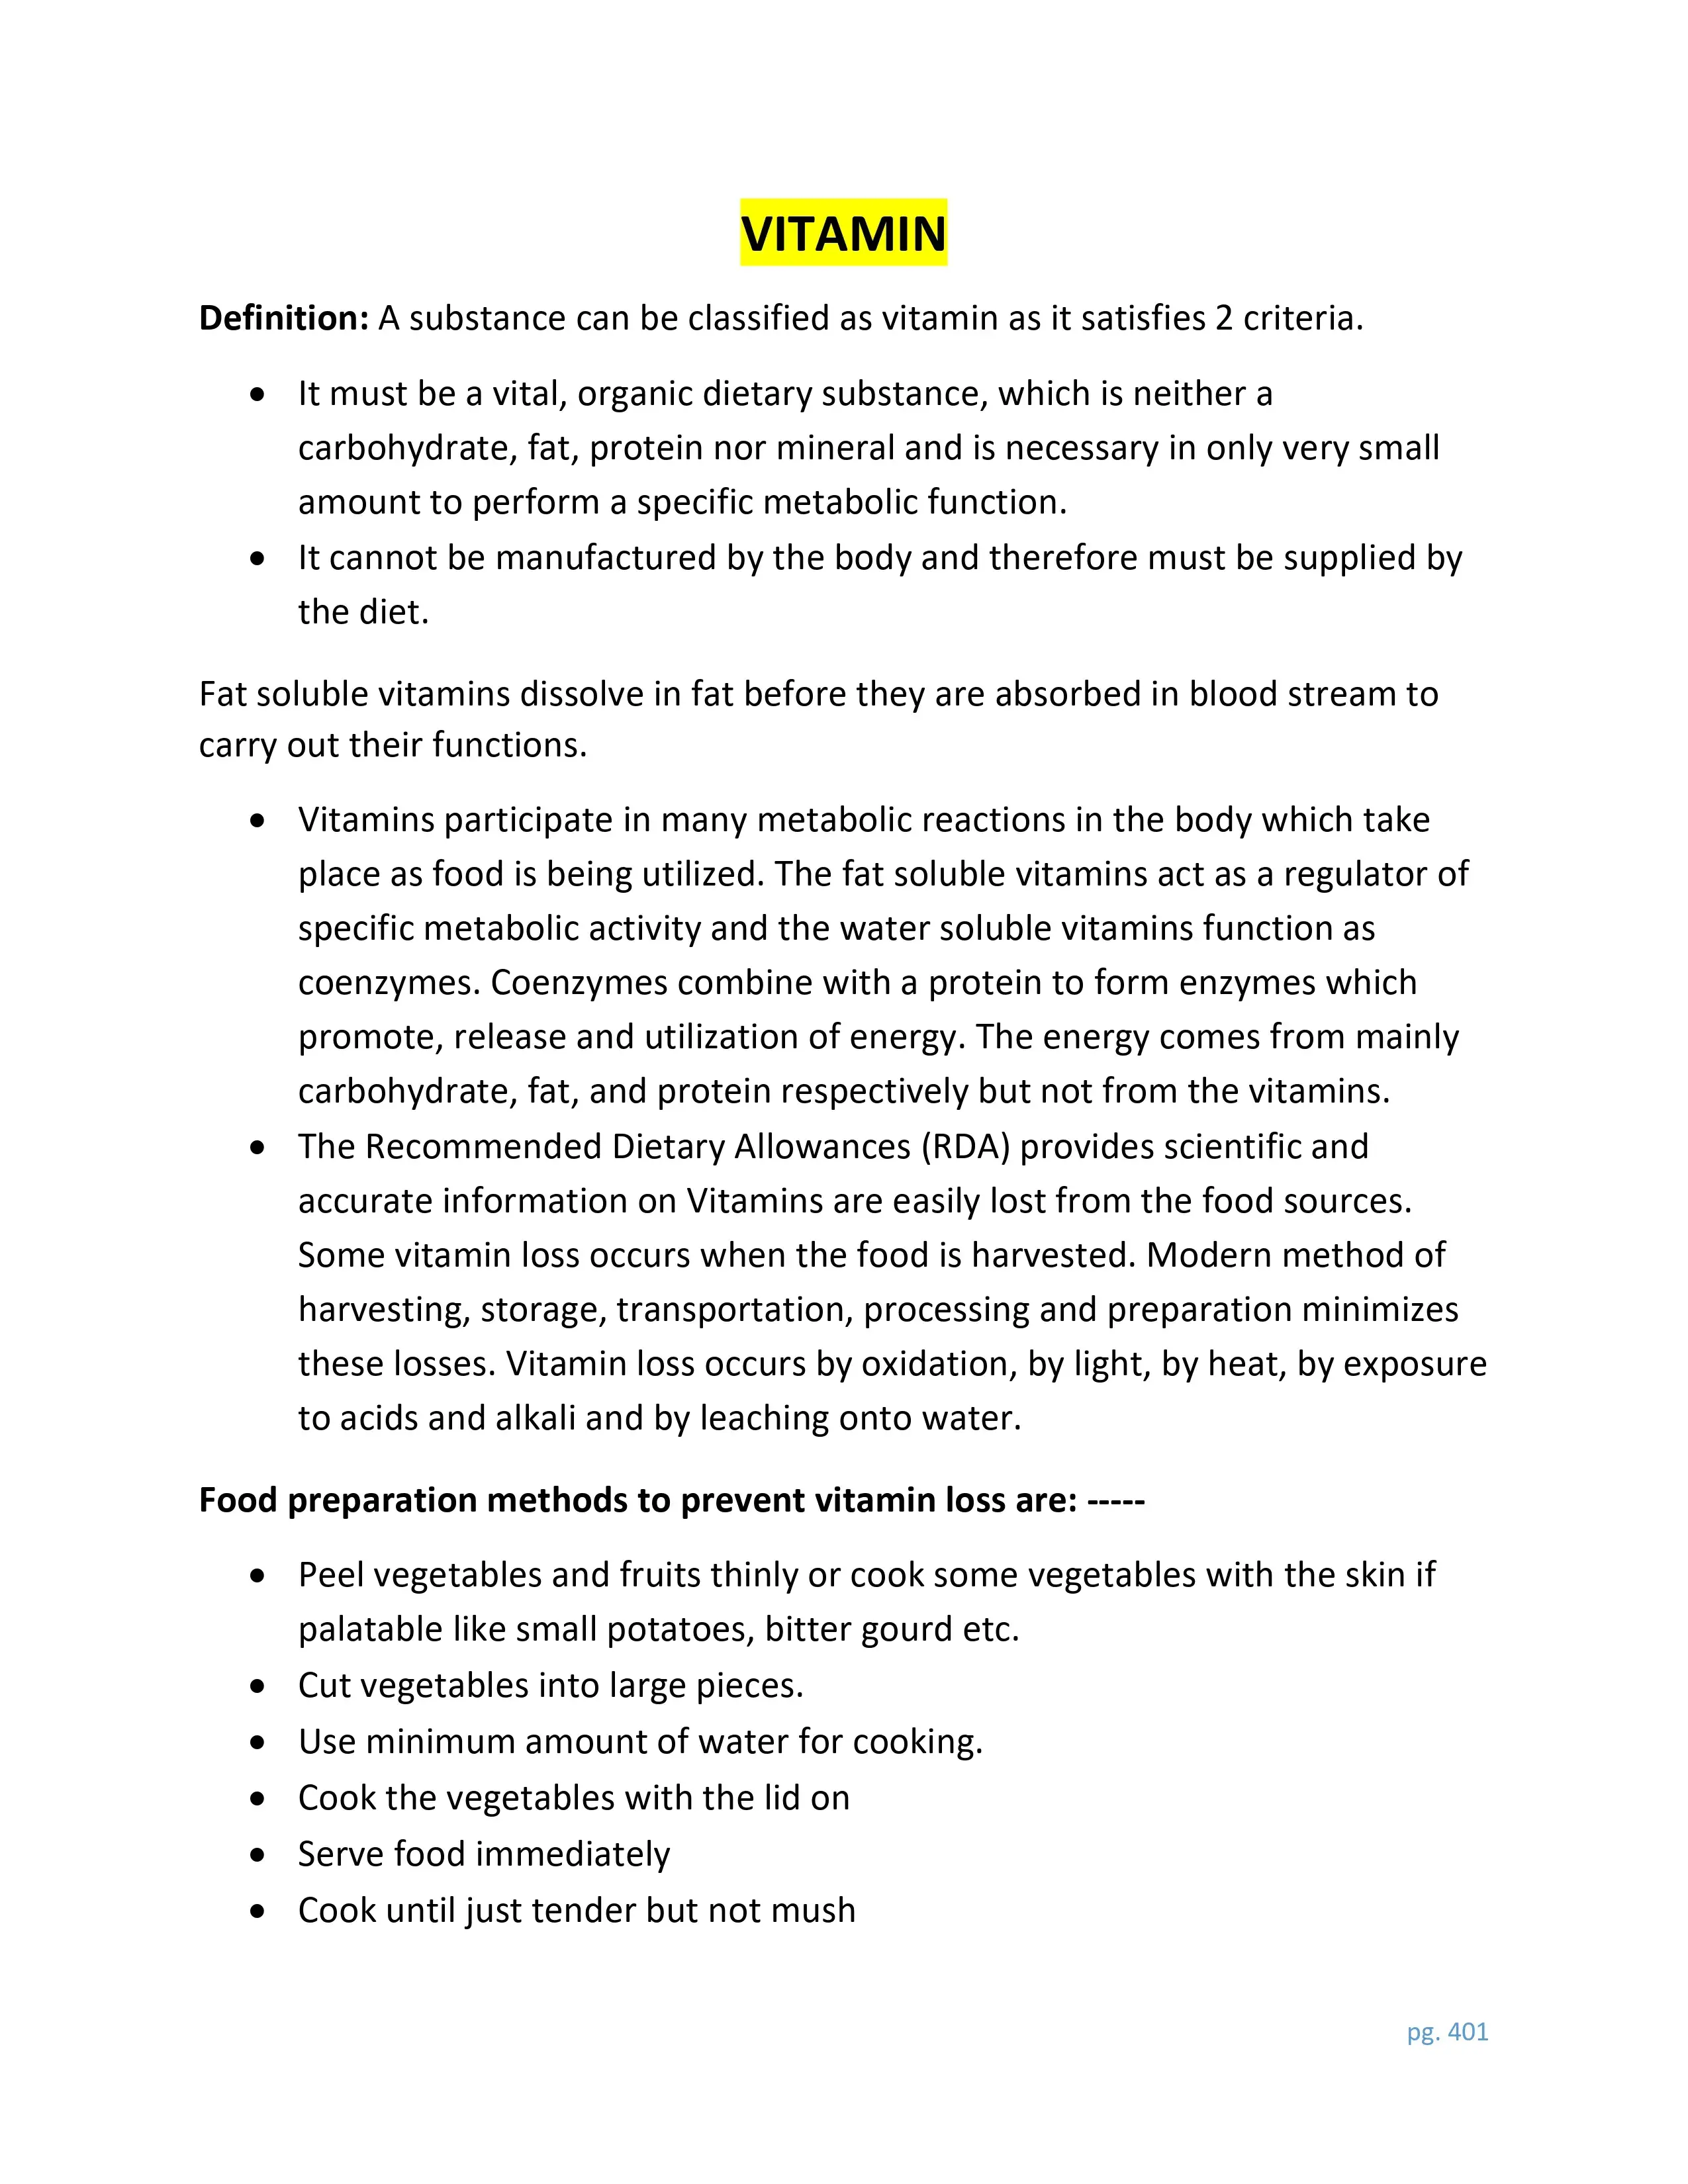 VITAMIN
Definition: A substance can be classified as vitamin as it satisfies 2 criteria.
• It must be a vital, organic dietary substance, which is neither a
carbohydrate, fat, protein nor mineral and is necessary in only very small
amount to perform a specific metabolic function.
• It cannot be manufactured by the body and therefore must be supplied by
the diet.
Fat soluble vitamins dissolve in fat before they are absorbed in blood stream to
carry out their functions.
• Vitamins participate in many metabolic reactions in the body which take
place as food is being utilized. The fat soluble vitamins act as a regulator of
specific metabolic activity and the water soluble vitamins function as
coenzymes. Coenzymes combine with a protein to form enzymes which
promote, release and utilization of energy. The energy comes from mainly
carbohydrate, fat, and protein respectively but not from the vitamins.
• The Recommended Dietary Allowances (RDA) provides scientific and
accurate information on Vitamins are easily lost from the food sources.
Some vitamin loss occurs when the food is harvested. Modern method of
harvesting, storage, transportation, processing and preparation minimizes
these losses. Vitamin loss occurs by oxidation, by light, by heat, by exposure
to acids and alkali and by leaching onto water.
Food preparation methods to prevent vitamin loss are: -----
• Peel vegetables and fruits thinly or cook some vegetables with the skin if
palatable like small potatoes, bitter gourd etc.
• Cut vegetables into large pieces.
• Use minimum amount of water for cooking.
• Cook the vegetables with the lid on
• Serve food immediately
• Cook until just tender but not mush
pg. 401